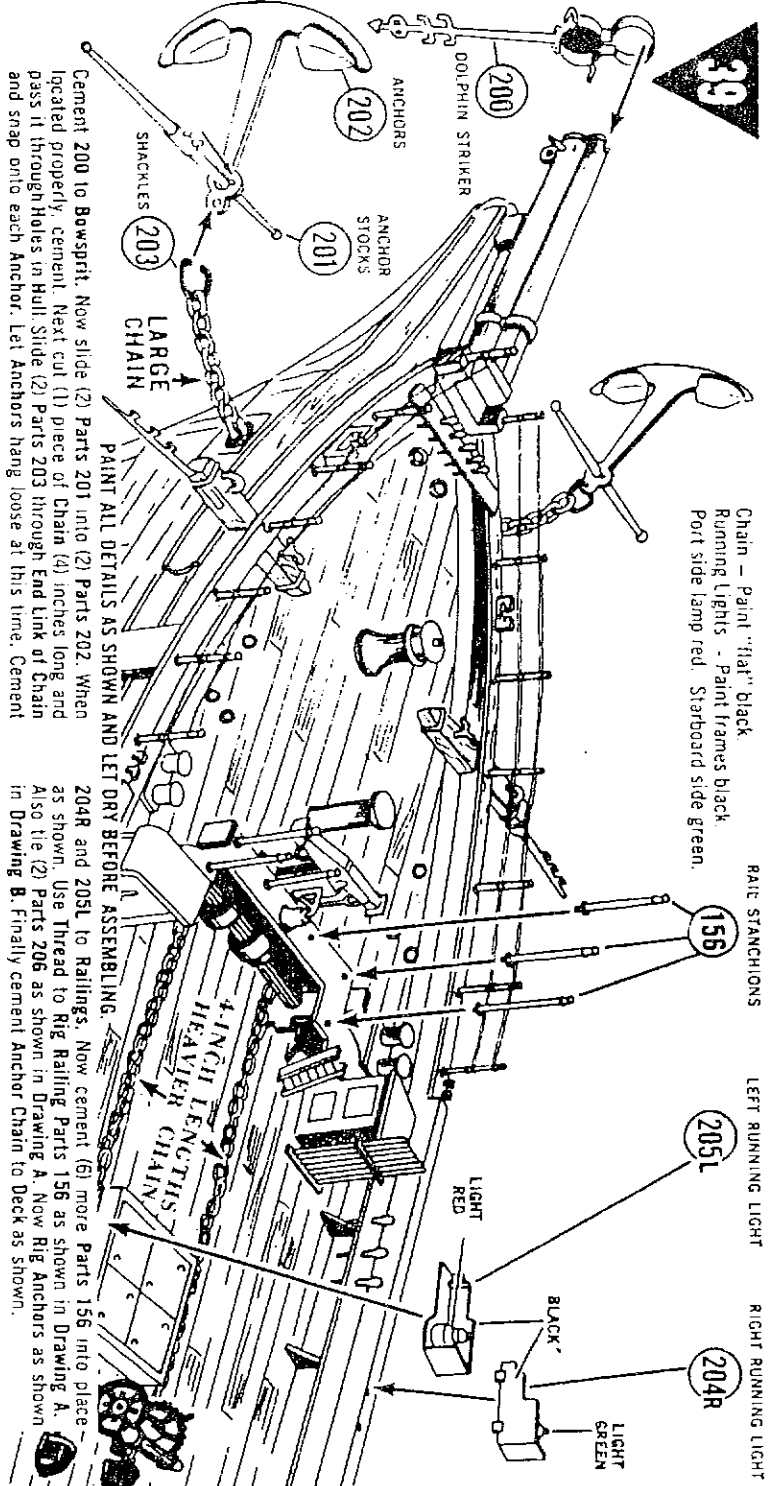 39
200
DOLPHIN STRIKER
ANCHORS
202
ANCHOR
STOCKS
201
SHACKLES
203
LARGE
CHAIN
Chain – Paint "flat" black.
Running Lights - Paint frames black.
Port side lamp red. Starboard side green.
RAIL STANCHIONS
156
LEFT RUNNING LIGHT
205L
RIGHT RUNNING LIGHT
204R
LIGHT
RED
BLACK
LIGHT
GREEN
4-INCH LENGTHS
HEAVIER CHAIN
PAINT ALL DETAILS AS SHOWN AND LET DRY BEFORE ASSEMBLING.
Cement 200 to Bowsprit. Now slide (2) Parts 201 into (2) Parts 202. When
located properly, cement. Next cut (1) piece of Chain (4) inches long and
pass it through Holes in Hull. Slide (2) Parts 203 through End Link of Chain
and snap onto each Anchor. Let Anchors hang loose at this time. Cement
204R and 205L to Railings. Now cement (6) more Parts 156 into place –
as shown. Use Thread to Rig Railing Parts 156 as shown in Drawing A.
Also tie (2) Parts 206 as shown in Drawing A. Now Rig Anchors as shown
in Drawing B. Finally cement Anchor Chain to Deck as shown.